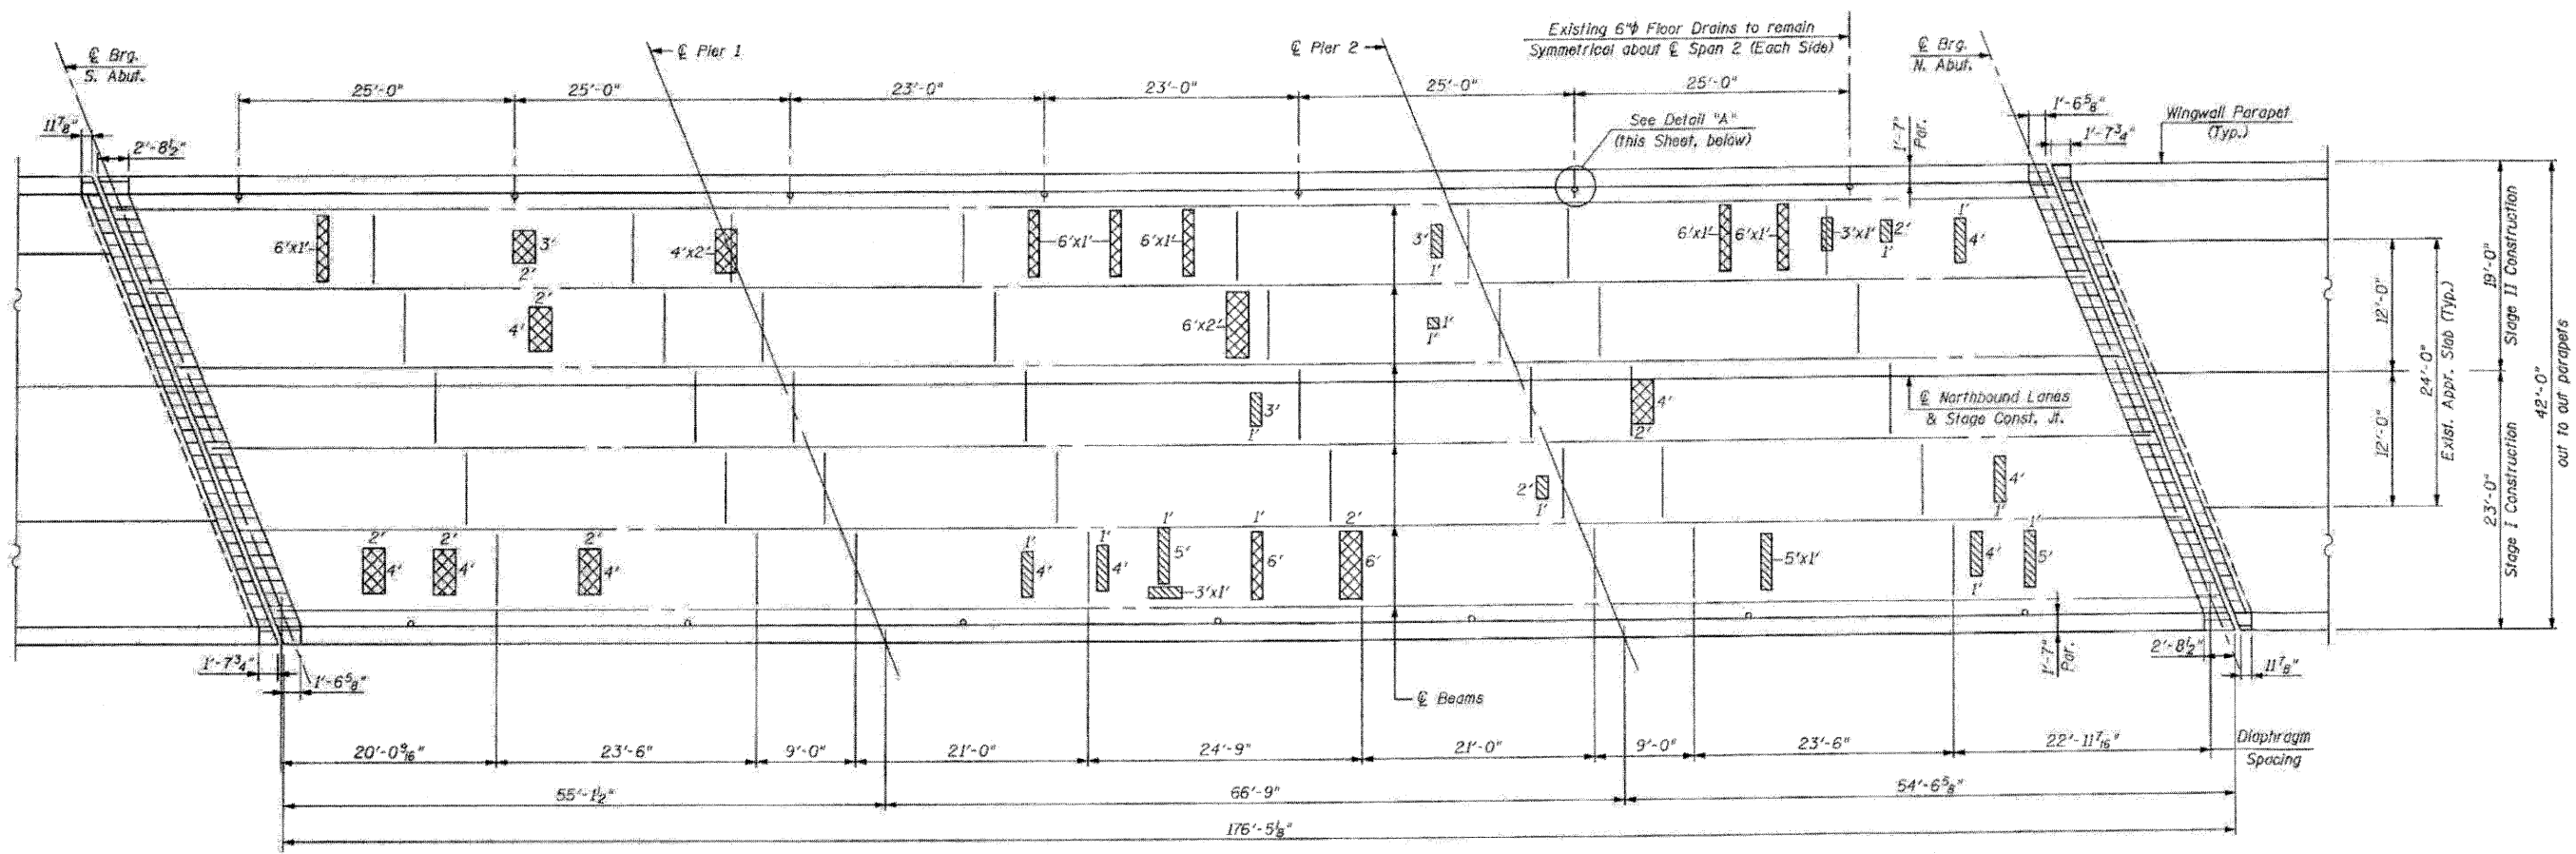 Existing 6"ϕ Floor Drains to remain
Symmetrical about ℄ Span 2 (Each Side)
℄ Brg.
S. Abut.
℄ Pier 1
℄ Pier 2
℄ Brg.
N. Abut.
25'-0"
25'-0"
23'-0"
23'-0"
25'-0"
25'-0"
11⅞"
2'-8½"
See Detail "A"
(this Sheet, below)
1'-7"
Par.
1'-6⅝"
1'-7¾"
Wingwall Parapet
(Typ.)
6'x1'
3'
2'
4'x2'
6'x1'
6'x1'
3'
1'
6'x1'
6'x1'
3'x1'
2'
1'
1'
4'
2'
4'
6'x2'
1'
1'
3'
1'
4'
2'
℄ Northbound Lanes
& Stage Const. Jt.
2'
1'
4'
1'
2'
4'
2'
4'
2'
4'
1'
4'
1'
4'
1'
5'
3'x1'
1'
6'
2'
6'
5'x1'
4'
1'
1'
5'
12'-0"
12'-0"
24'-0"
Exist. Appr. Slab (Typ.)
19'-0"
Stage II Construction
23'-0"
Stage I Construction
42'-0"
out to out parapets
1'-7¾"
1'-6⅝"
℄ Beams
1'-7"
Par.
2'-8½"
11⅞"
20'-0 9/16"
23'-6"
9'-0"
21'-0"
24'-9"
21'-0"
9'-0"
23'-6"
22'-11 7/16"
Diaphragm
Spacing
55'-1½"
66'-9"
54'-6⅝"
176'-5⅛"